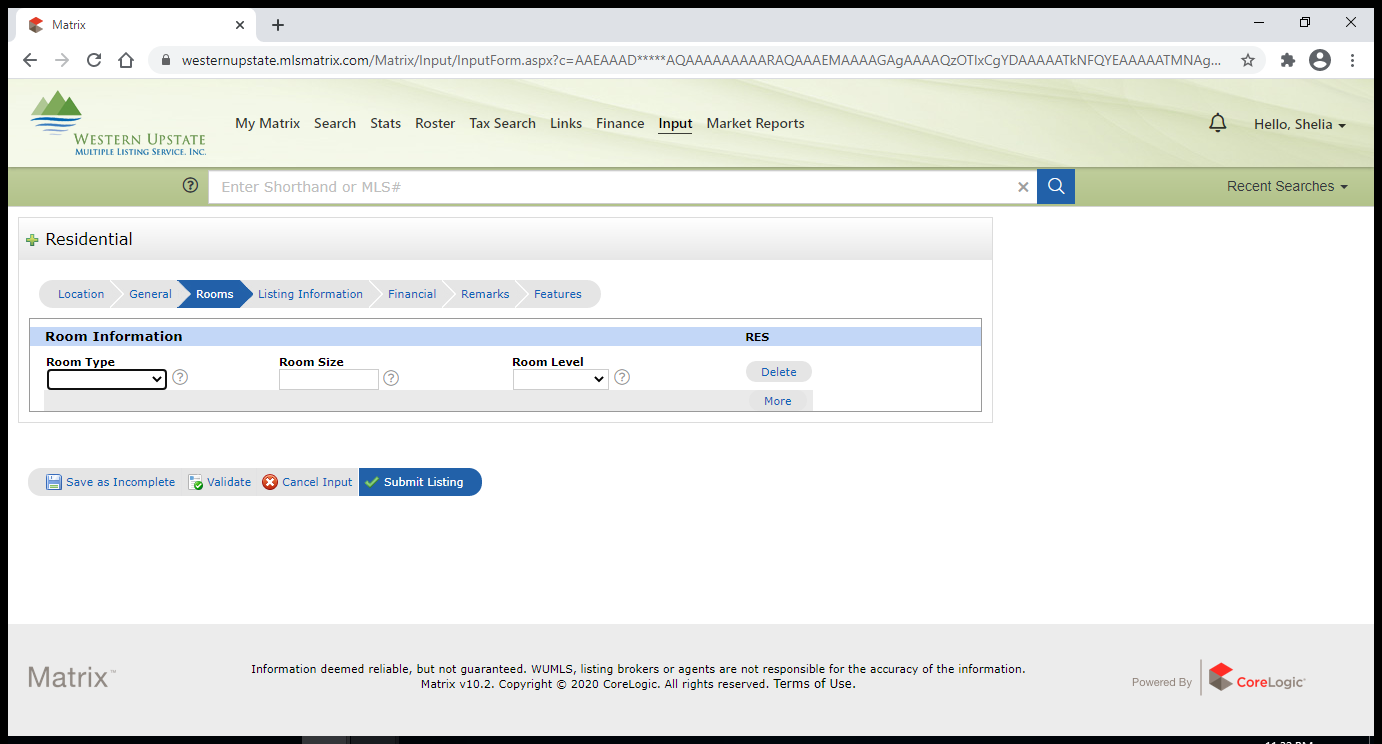 Matrix
westernupstate.mlsmatrix.com/Matrix/Input/InputForm.aspx?c=AAEAAAD*****AQAAAAAAAAARAQAAAEMAAAAGAgAAAAQzOTIxCgYDAAAAATkNFQYEAAAAATMNAg...
WESTERN UPSTATE
MULTIPLE LISTING SERVICE, INC.
My Matrix Search Stats Roster Tax Search Links Finance Input Market Reports
Hello, Shelia
Enter Shorthand or MLS#
Recent Searches
Residential
Location General Rooms Listing Information Financial Remarks Features
Room Information RES
Room Type Room Size Room Level
Delete
More
Save as Incomplete Validate Cancel Input Submit Listing
Matrix™
Information deemed reliable, but not guaranteed. WUMLS, listing brokers or agents are not responsible for the accuracy of the information.
Matrix v10.2. Copyright © 2020 CoreLogic. All rights reserved. Terms of Use.
Powered By CoreLogic